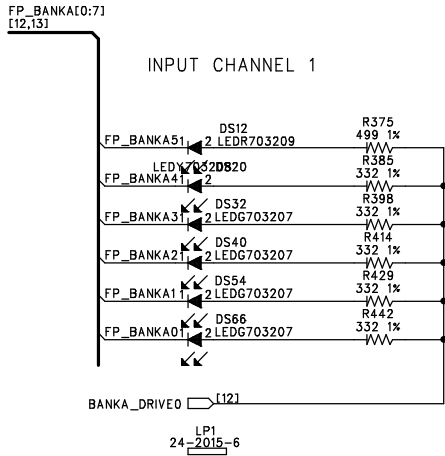 FP_BANKA[0:7]
[12,13]
INPUT CHANNEL 1
FP_BANKA5 1 2 DS12 LEDR703209 R375 499 1%
FP_BANKA4 1 2 LEDY703208 DS20 R385 332 1%
FP_BANKA3 1 2 DS32 LEDG703207 R398 332 1%
FP_BANKA2 1 2 DS40 LEDG703207 R414 332 1%
FP_BANKA1 1 2 DS54 LEDG703207 R429 332 1%
FP_BANKA0 1 2 DS66 LEDG703207 R442 332 1%
BANKA_DRIVE0 [12]
LP1
24-2015-6